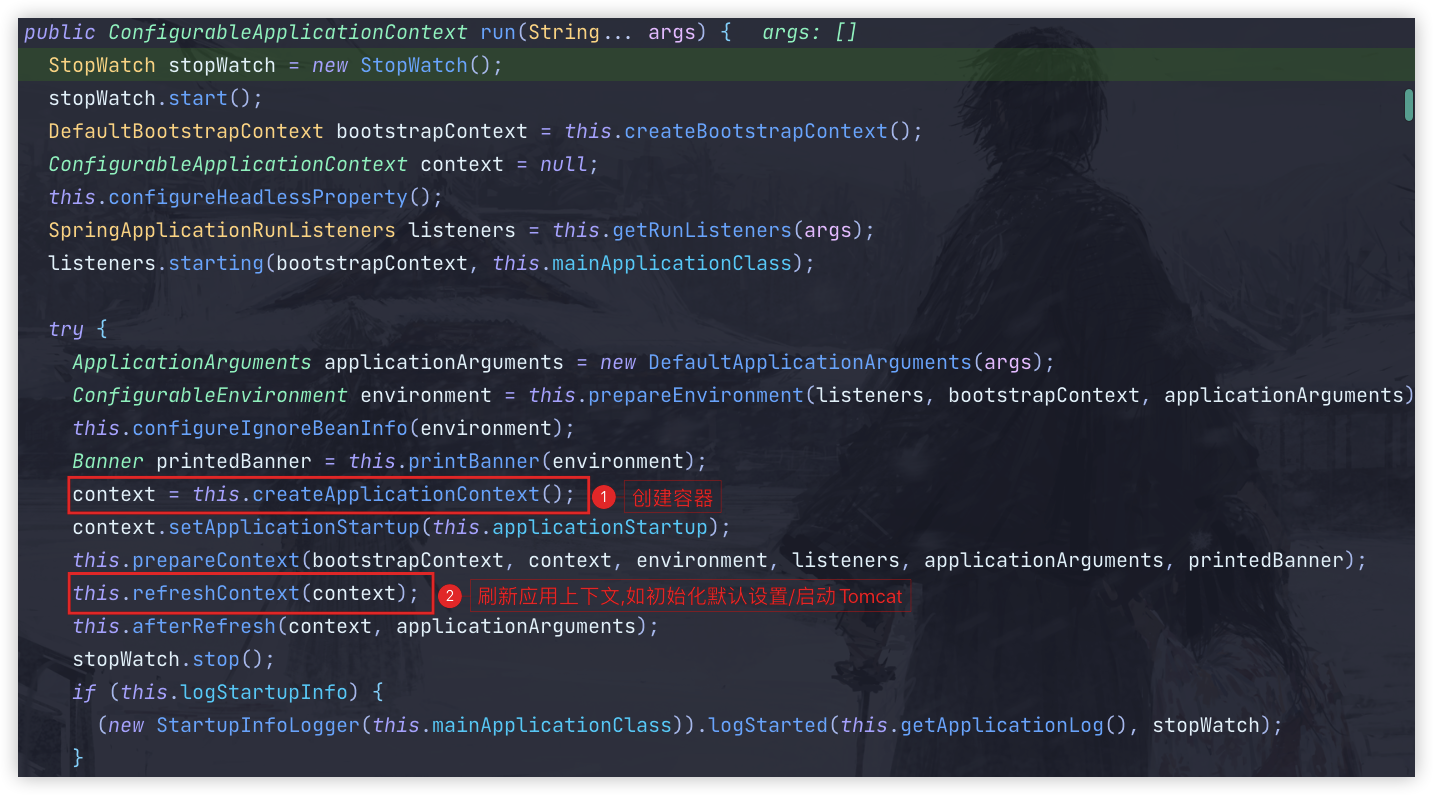 public ConfigurableApplicationContext run(String... args) {  args: []
StopWatch stopWatch = new StopWatch();
stopWatch.start();
DefaultBootstrapContext bootstrapContext = this.createBootstrapContext();
ConfigurableApplicationContext context = null;
this.configureHeadlessProperty();
SpringApplicationRunListeners listeners = this.getRunListeners(args);
listeners.starting(bootstrapContext, this.mainApplicationClass);
try {
ApplicationArguments applicationArguments = new DefaultApplicationArguments(args);
ConfigurableEnvironment environment = this.prepareEnvironment(listeners, bootstrapContext, applicationArguments)
this.configureIgnoreBeanInfo(environment);
Banner printedBanner = this.printBanner(environment);
context = this.createApplicationContext(); 1 创建容器
context.setApplicationStartup(this.applicationStartup);
this.prepareContext(bootstrapContext, context, environment, listeners, applicationArguments, printedBanner);
this.refreshContext(context); 2 刷新应用上下文,如初始化默认设置/启动 Tomcat
this.afterRefresh(context, applicationArguments);
stopWatch.stop();
if (this.logStartupInfo) {
(new StartupInfoLogger(this.mainApplicationClass)).logStarted(this.getApplicationLog(), stopWatch);
}